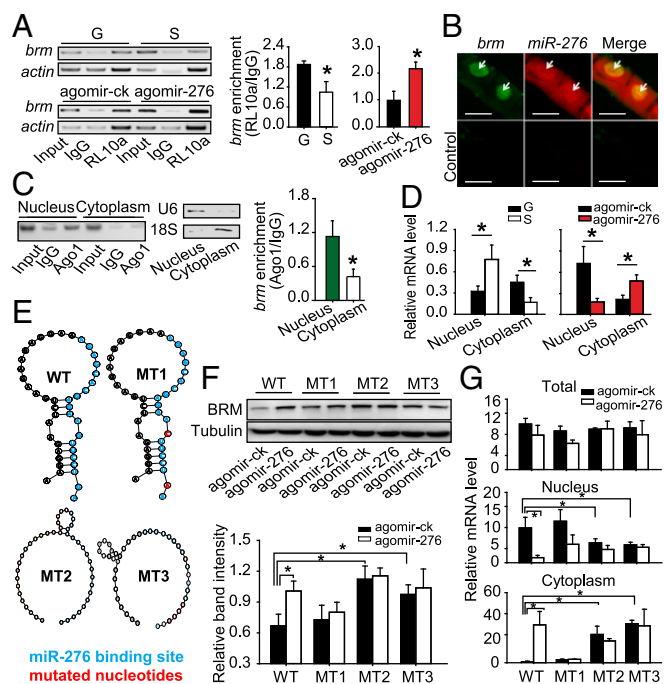 A
G S
brm
actin
agomir-ck agomir-276
brm
actin
Input IgG RL10a Input IgG RL10a
brm enrichment (RL10a/IgG)
2.4
1.6
0.8
0.0
*
G S
3.0
2.0
1.0
0.0
*
agomir-ck agomir-276
B
brm miR-276 Merge
Control
C
Nucleus Cytoplasm
Input IgG Ago1 Input IgG Ago1
U6
18S
Nucleus Cytoplasm
brm enrichment (Ago1/IgG)
1.8
1.2
0.6
0.0
*
Nucleus Cytoplasm
D
G
S
agomir-ck
agomir-276
Relative mRNA level
1.2
0.9
0.6
0.3
0.0
* *
* *
Nucleus Cytoplasm
Nucleus Cytoplasm
E
WT MT1
MT2 MT3
miR-276 binding site
mutated nucleotides
F
WT MT1 MT2 MT3
BRM
Tubulin
agomir-ck agomir-276 agomir-ck agomir-276 agomir-ck agomir-276 agomir-ck agomir-276
agomir-ck
agomir-276
Relative band intensity
1.5
1.2
0.9
0.6
0.3
* * *
WT MT1 MT2 MT3
G
Total
agomir-ck
agomir-276
Relative mRNA level
16
12
8
4
0
Nucleus
20
15
10
5
0
* * *
Cytoplasm
60
45
30
15
0
* * *
WT MT1 MT2 MT3